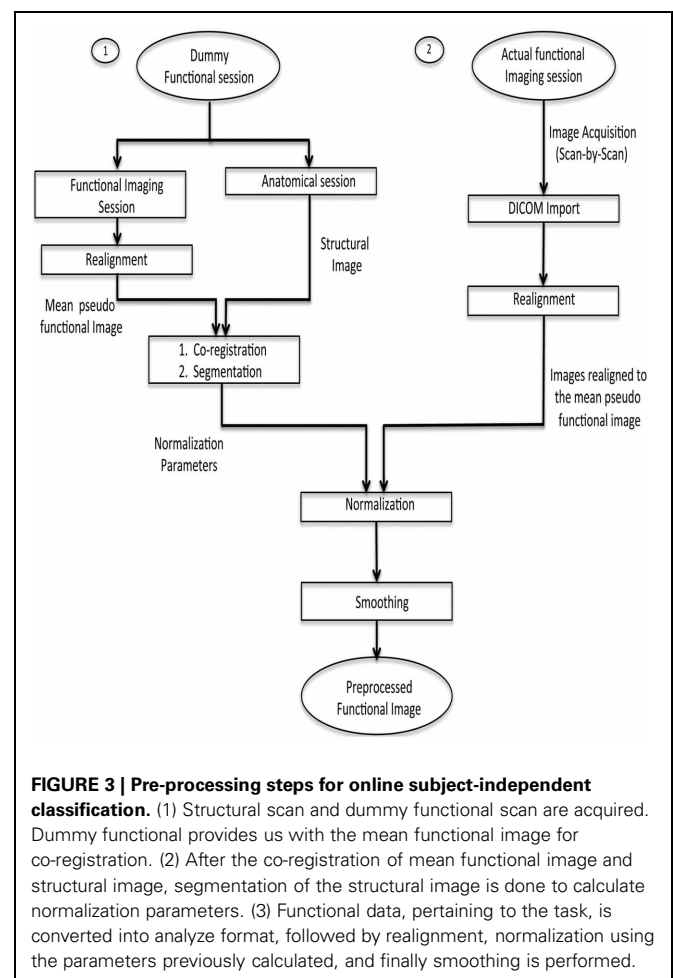 1
Dummy
Functional session
2
Actual functional
Imaging session
Image Acquisition
(Scan-by-Scan)
Functional Imaging
Session
Anatomical session
DICOM Import
Realignment
Structural
Image
Realignment
Mean pseudo
functional Image
1. Co-registration
2. Segmentation
Images realigned to
the mean pseudo
functional image
Normalization
Parameters
Normalization
Smoothing
Preprocessed
Functional Image
FIGURE 3 | Pre-processing steps for online subject-independent
classification. (1) Structural scan and dummy functional scan are acquired.
Dummy functional provides us with the mean functional image for
co-registration. (2) After the co-registration of mean functional image and
structural image, segmentation of the structural image is done to calculate
normalization parameters. (3) Functional data, pertaining to the task, is
converted into analyze format, followed by realignment, normalization using
the parameters previously calculated, and finally smoothing is performed.